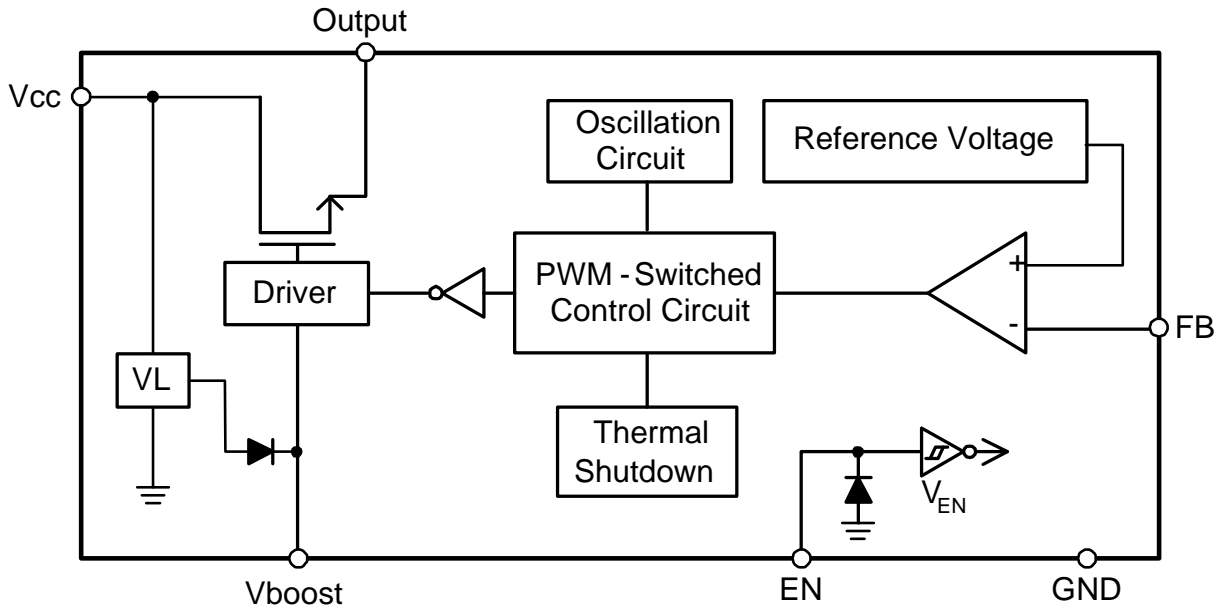 Output
Vcc
Oscillation
Circuit
Reference Voltage
Driver
PWM - Switched
Control Circuit
+
-
FB
VL
Thermal
Shutdown
VEN
Vboost
EN
GND